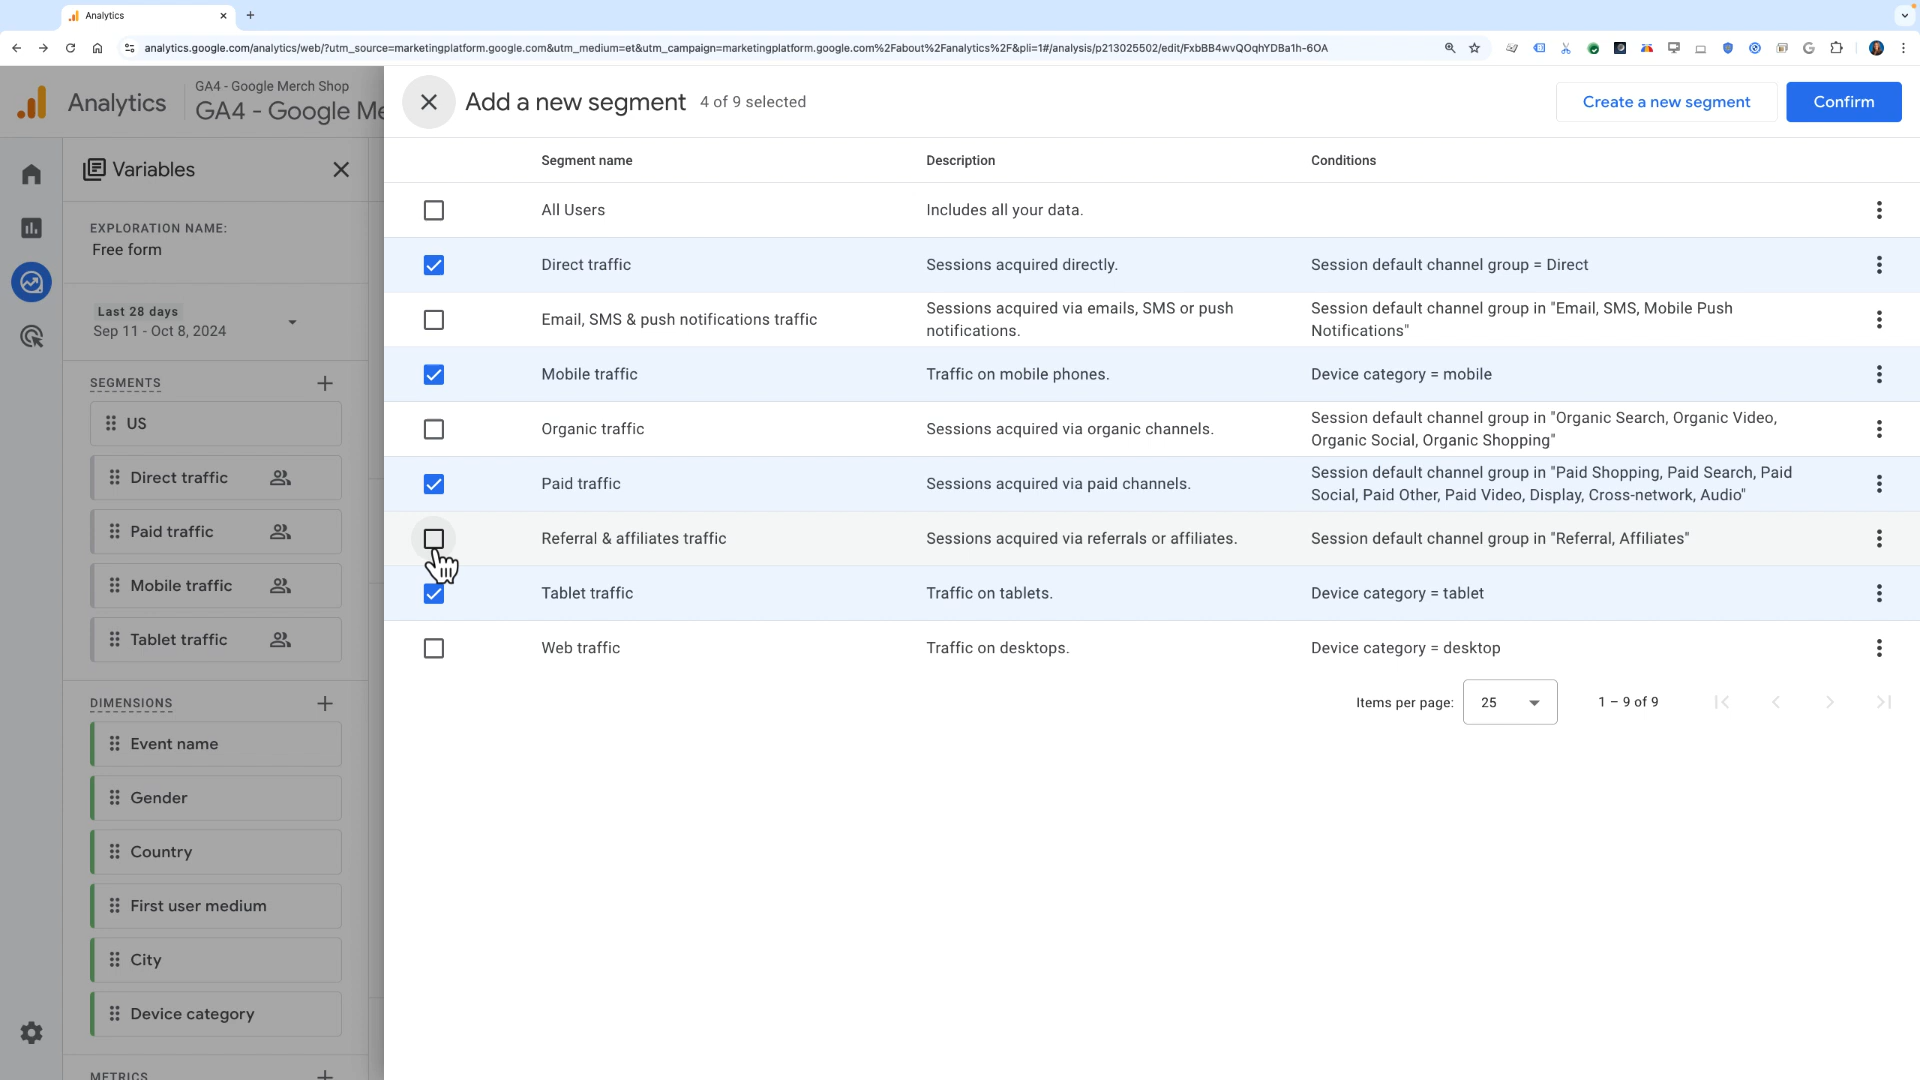 Analytics
analytics.google.com/analytics/web/?utm_source=marketingplatform.google.com&utm_medium=et&utm_campaign=marketingplatform.google.com%2Fabout%2Fanalytics%2F&pli=1#/analysis/p213025502/edit/FxbBB4wvQOqhYDBa1h-6OA
Analytics
GA4 - Google Merch Shop
GA4 - Google Me
Add a new segment 4 of 9 selected
Create a new segment
Confirm
Variables
EXPLORATION NAME:
Free form
Last 28 days
Sep 11 - Oct 8, 2024
SEGMENTS
US
Direct traffic
Paid traffic
Mobile traffic
Tablet traffic
DIMENSIONS
Event name
Gender
Country
First user medium
City
Device category
METRICS
Segment name Description Conditions
All Users Includes all your data.
Direct traffic Sessions acquired directly. Session default channel group = Direct
Email, SMS & push notifications traffic Sessions acquired via emails, SMS or push Session default channel group in "Email, SMS, Mobile Push
notifications. Notifications"
Mobile traffic Traffic on mobile phones. Device category = mobile
Organic traffic Sessions acquired via organic channels. Session default channel group in "Organic Search, Organic Video,
Organic Social, Organic Shopping"
Paid traffic Sessions acquired via paid channels. Session default channel group in "Paid Shopping, Paid Search, Paid
Social, Paid Other, Paid Video, Display, Cross-network, Audio"
Referral & affiliates traffic Sessions acquired via referrals or affiliates. Session default channel group in "Referral, Affiliates"
Tablet traffic Traffic on tablets. Device category = tablet
Web traffic Traffic on desktops. Device category = desktop
Items per page: 25 1 – 9 of 9